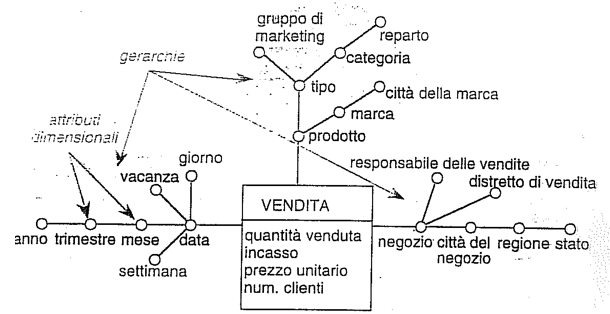 gruppo di
marketing
reparto
categoria
gerarchie
tipo
città della marca
marca
attributi
dimensionali
prodotto
giorno
vacanza
responsabile delle vendite
distretto di vendita
VENDITA
anno trimestre mese data
quantità venduta
incasso
prezzo unitario
num. clienti
negozio città del
negozio
regione stato
settimana